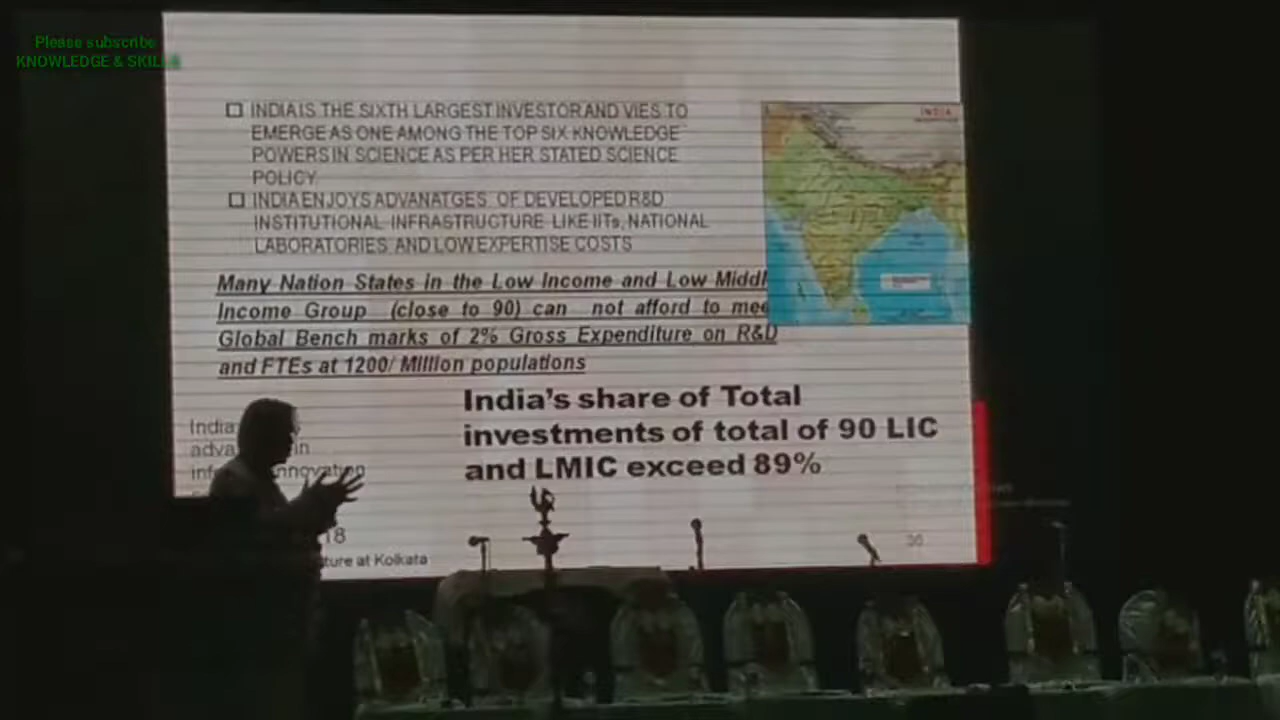 Please subscribe
KNOWLEDGE & SKILLS
INDIA IS THE SIXTH LARGEST INVESTOR AND VIES TO
EMERGE AS ONE AMONG THE TOP SIX KNOWLEDGE
POWERS IN SCIENCE AS PER HER STATED SCIENCE
POLICY
INDIA ENJOYS ADVANATGES OF DEVELOPED R&D
INSTITUTIONAL INFRASTRUCTURE LIKE IITs, NATIONAL
LABORATORIES AND LOW EXPERTISE COSTS
INDIA
Many Nation States in the Low Income and Low Middl
Income Group (close to 90) can not afford to mee
Global Bench marks of 2% Gross Expenditure on R&D
and FTEs at 1200/ Million populations
India's share of Total
investments of total of 90 LIC
and LMIC exceed 89%
India
adva in
inf nnovation
18
ture at Kolkata
30